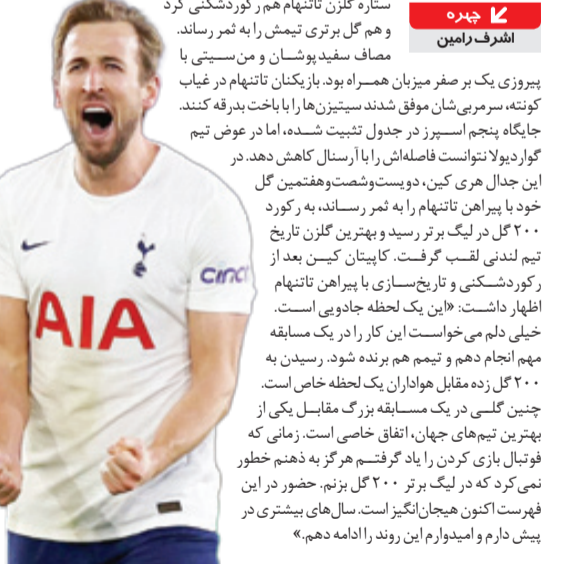 چهره
اشرف رامین
ستاره گلزن تاتنهام هم رکوردشکنی کرد
و هم گل برتری تیمش را به ثمر رساند.
مصاف سفیدپوشان و من‌سیتی با
پیروزی یک بر صفر میزبان همراه بود. بازیکنان تاتنهام در غیاب
کونته، سرمربی‌شان موفق شدند سیتیزن‌ها را با باخت بدرقه کنند.
جایگاه پنجم اسپرز در جدول تثبیت شده، اما در عوض تیم
گواردیولا نتوانست فاصله‌اش را با آرسنال کاهش دهد. در
این جدال هری کین، دویست‌وشصت‌وهفتمین گل
خود با پیراهن تاتنهام را به ثمر رساند، به رکورد
۲۰۰ گل در لیگ برتر رسید و بهترین گلزن تاریخ
تیم لندنی لقب گرفت. کاپیتان کین بعد از
رکوردشکنی و تاریخ‌سازی با پیراهن تاتنهام
اظهار داشت: «این یک لحظه جادویی است.
خیلی دلم می‌خواست این کار را در یک مسابقه
مهم انجام دهم و تیمم هم برنده شود. رسیدن به
۲۰۰ گل زده مقابل هواداران یک لحظه خاص است.
چنین گلی در یک مسابقه بزرگ مقابل یکی از
بهترین تیم‌های جهان، اتفاق خاصی است. زمانی که
فوتبال بازی کردن را یاد گرفتم هرگز به ذهنم خطور
نمی‌کرد که در لیگ برتر ۲۰۰ گل بزنم. حضور در این
فهرست اکنون هیجان‌انگیز است. سال‌های بیشتری در
پیش دارم و امیدوارم این روند را ادامه دهم.»
cinc
AIA